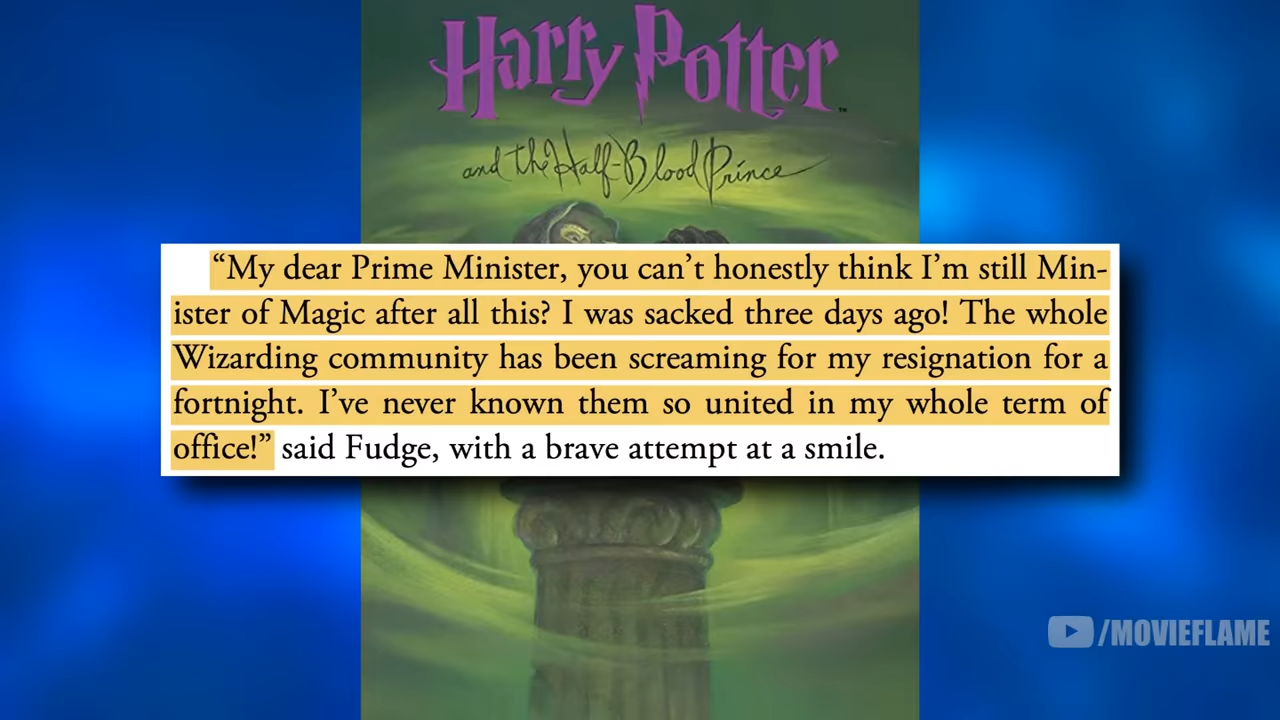 Harry Potter™
and the Half-Blood Prince
“My dear Prime Minister, you can’t honestly think I’m still Min-
ister of Magic after all this? I was sacked three days ago! The whole
Wizarding community has been screaming for my resignation for a
fortnight. I’ve never known them so united in my whole term of
office!” said Fudge, with a brave attempt at a smile.
/MOVIEFLAME